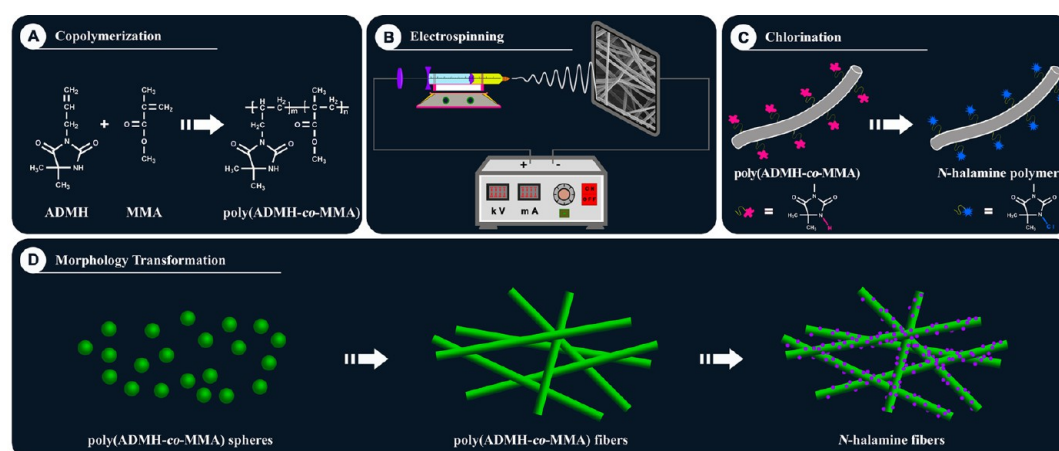 A Copolymerization
CH₂
CH
CH₂
N
O
O
H₃C
NH
CH₃
ADMH
+
CH₃
C=CH₂
O=C
O
CH₃
MMA
H
C
H₂
C
m
CH₃
C
H₂
C
n
CH₂
O=C
O
CH₃
N
O
O
H₃C
NH
CH₃
poly(ADMH-co-MMA)
B Electrospinning
+ -
kV mA
C Chlorination
poly(ADMH-co-MMA)
N-halamine polymer
=
N
O
O
H₃C
N
H
CH₃
=
N
O
O
H₃C
N
Cl
CH₃
D Morphology Transformation
poly(ADMH-co-MMA) spheres
poly(ADMH-co-MMA) fibers
N-halamine fibers